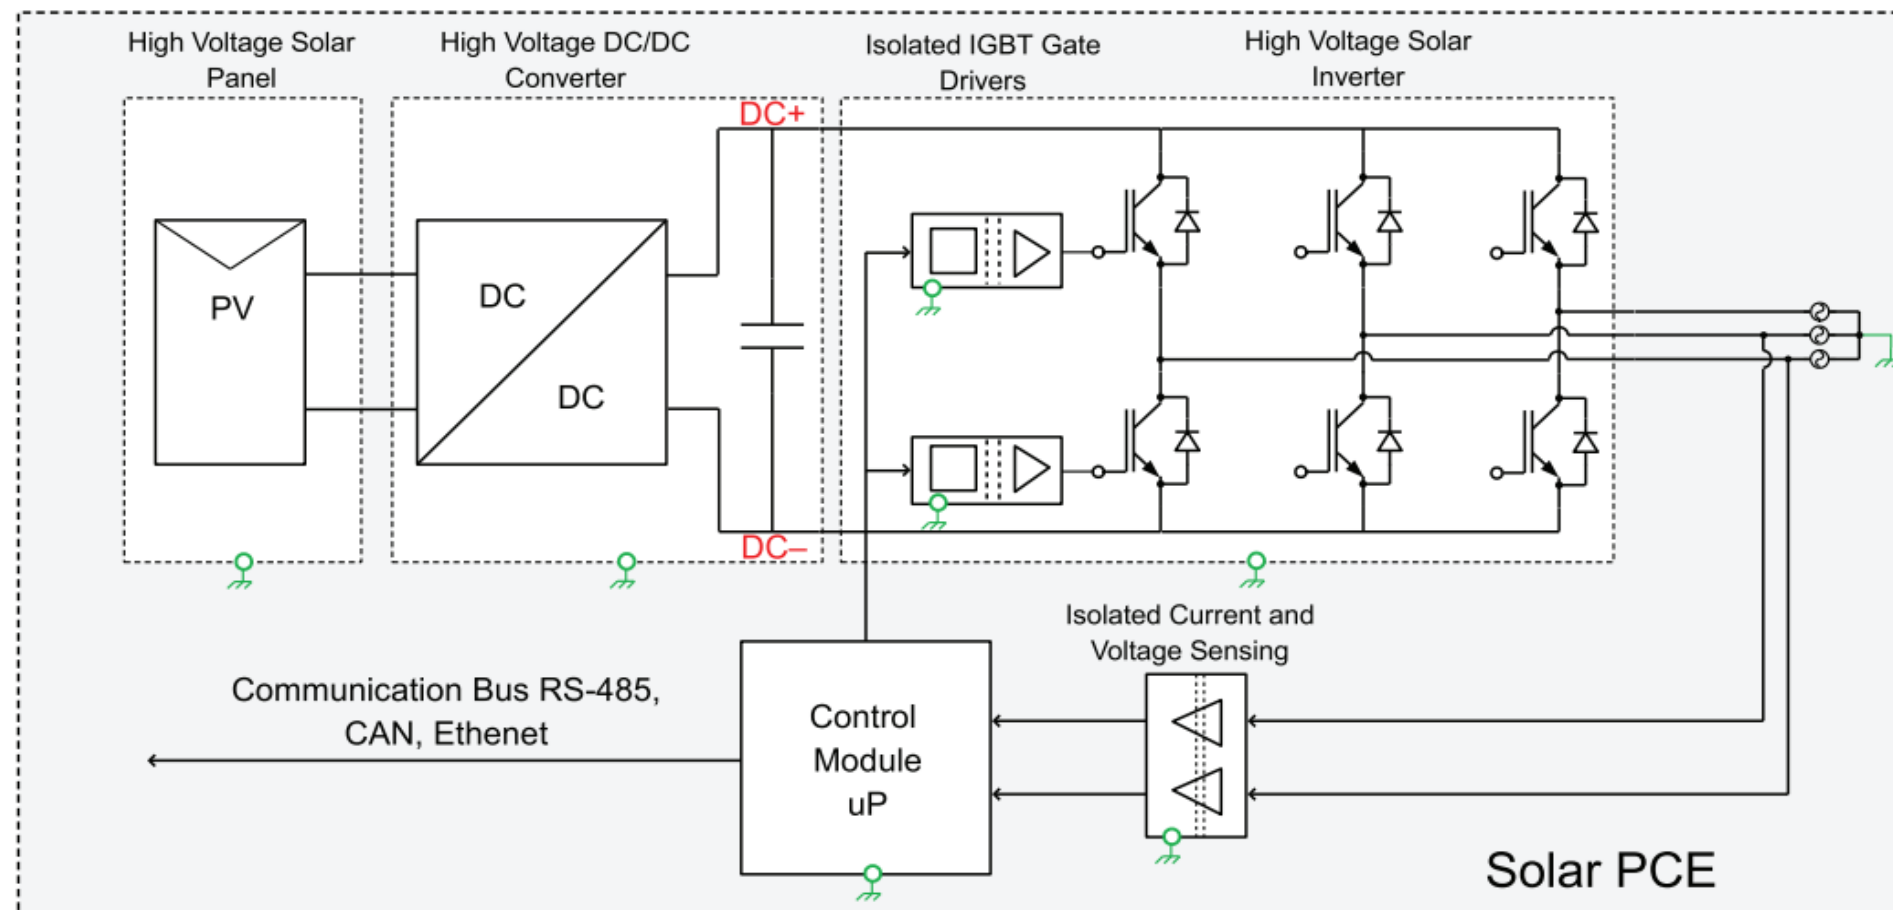 High Voltage Solar
Panel
High Voltage DC/DC
Converter
Isolated IGBT Gate
Drivers
High Voltage Solar
Inverter
DC+
PV
DC
DC
DC–
Isolated Current and
Voltage Sensing
Communication Bus RS-485,
CAN, Ethenet
Control
Module
uP
Solar PCE